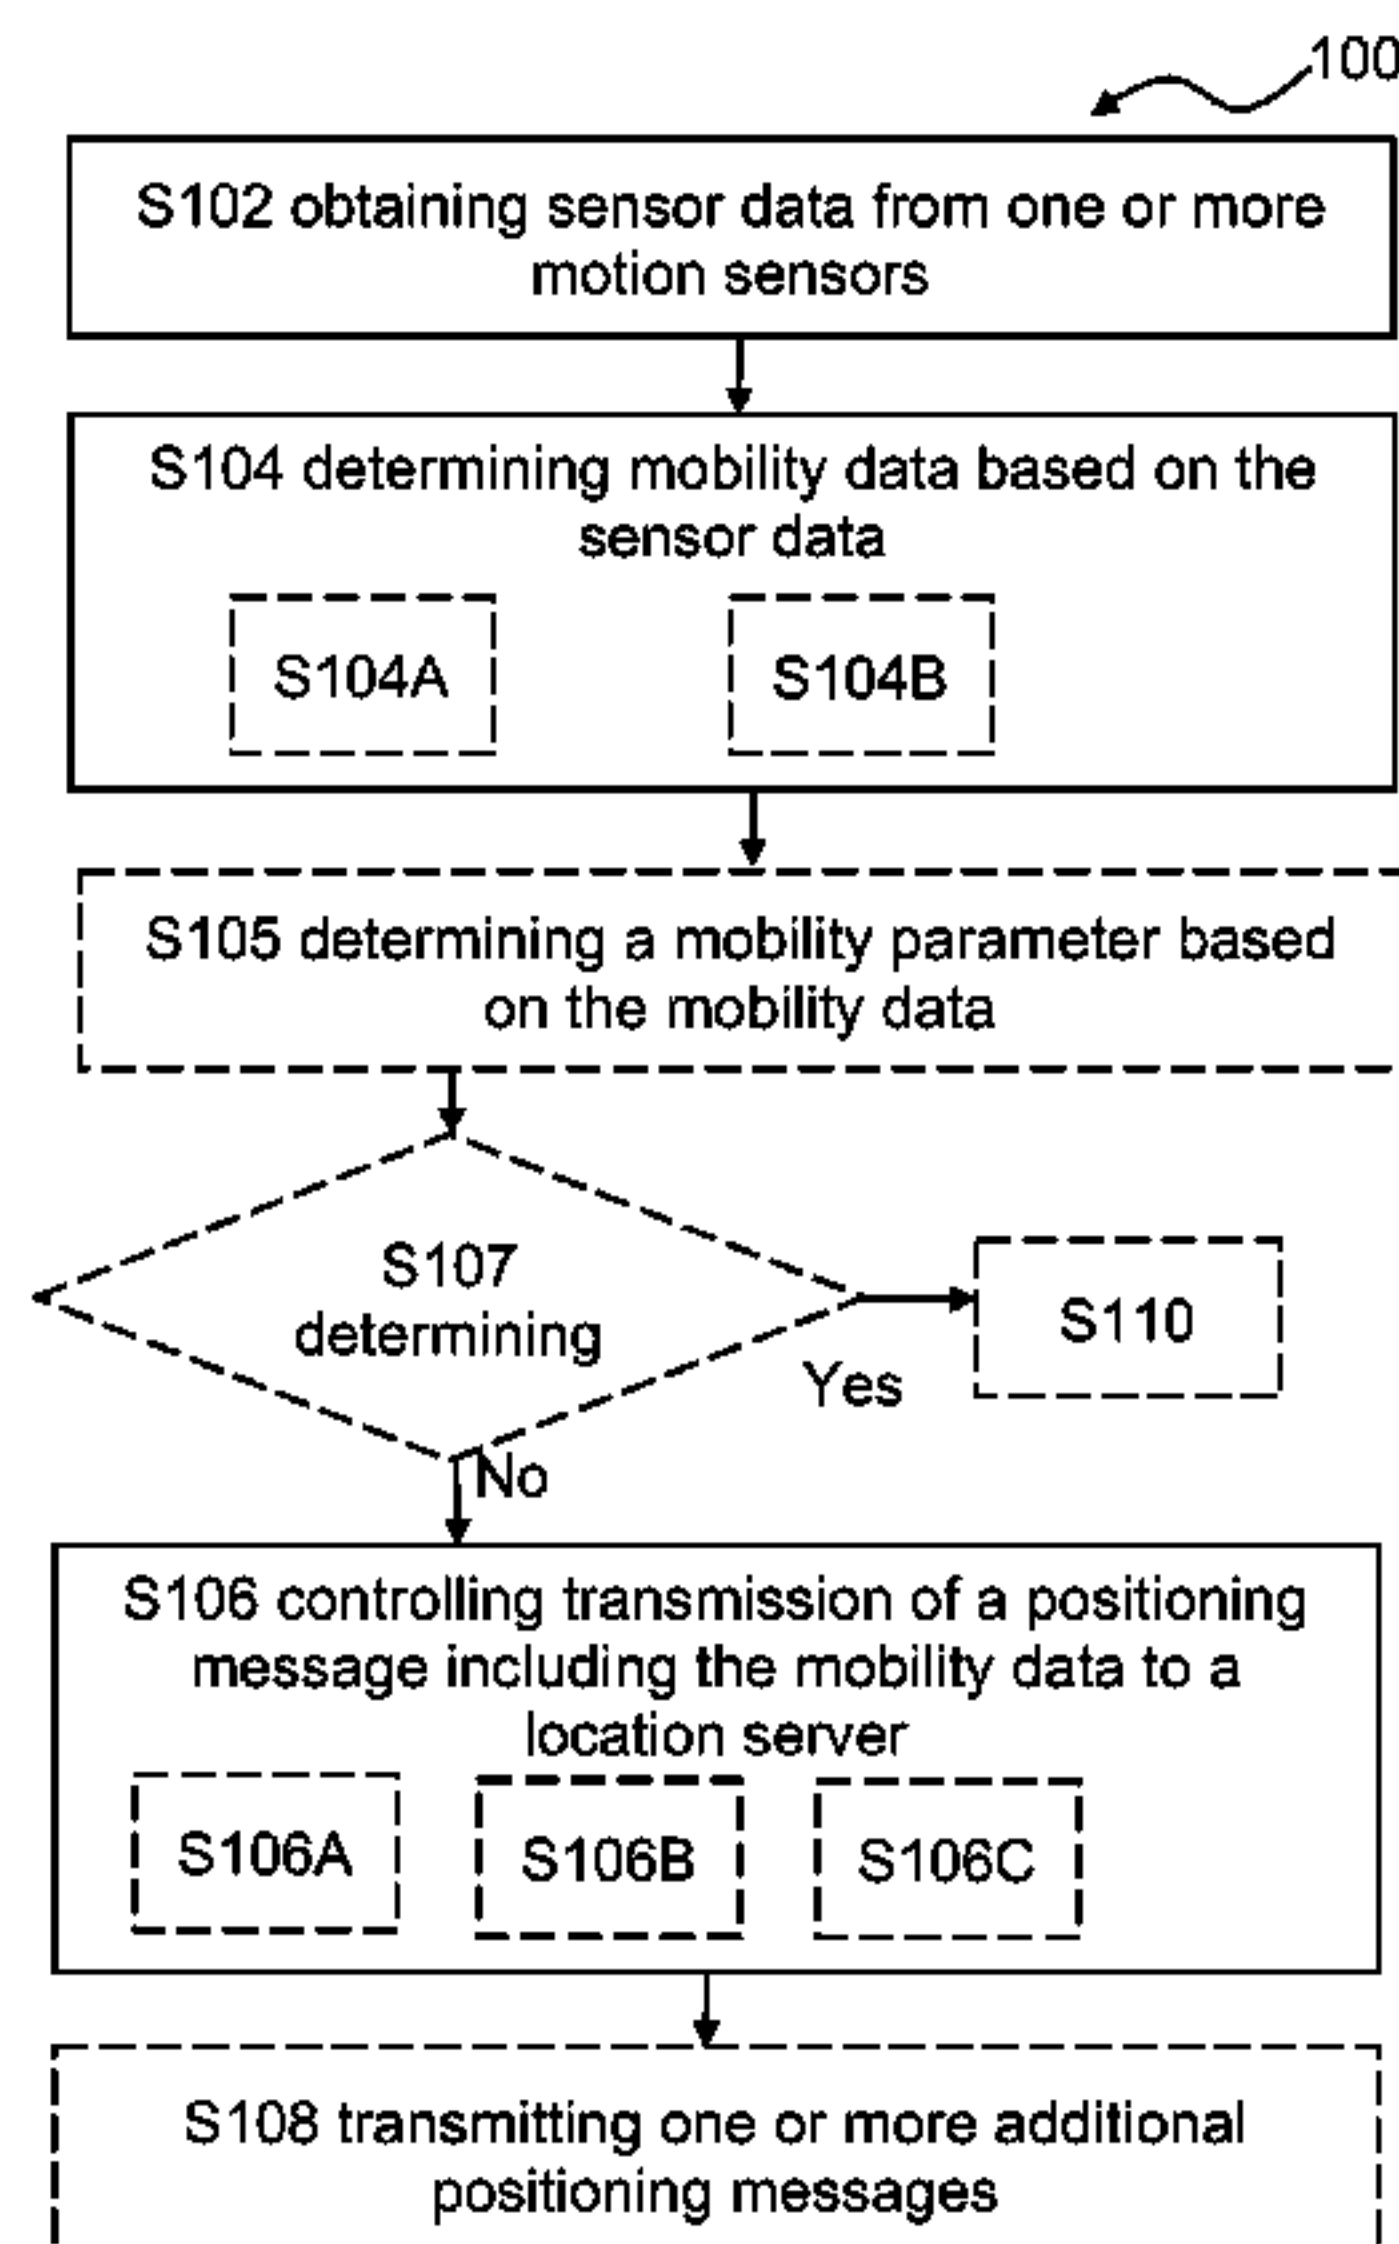 100
S102 obtaining sensor data from one or more
motion sensors
S104 determining mobility data based on the
sensor data
S104A
S104B
S105 determining a mobility parameter based
on the mobility data
S107
determining
S110
Yes
No
S106 controlling transmission of a positioning
message including the mobility data to a
location server
S106A
S106B
S106C
S108 transmitting one or more additional
positioning messages